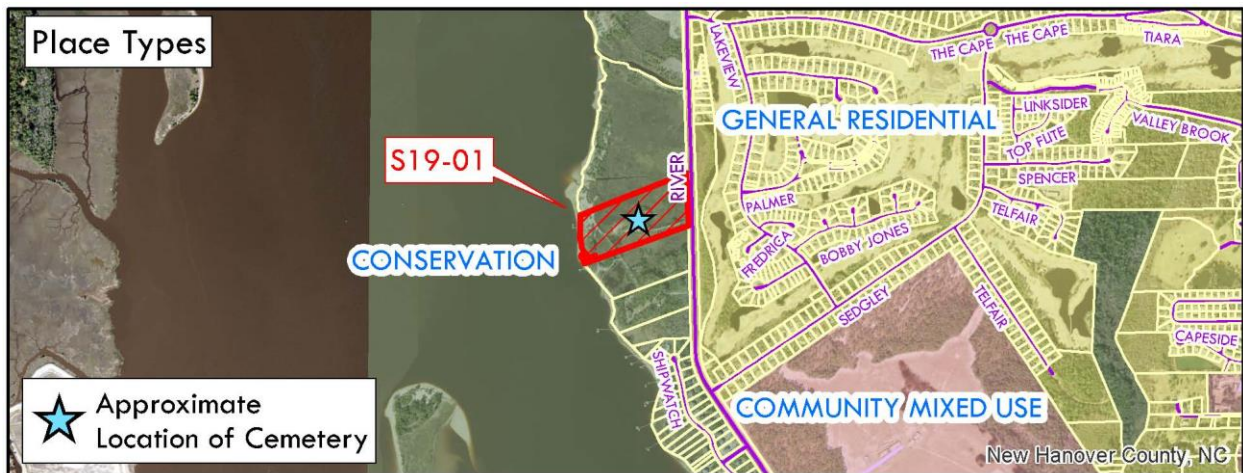 Place Types
S19-01
CONSERVATION
GENERAL RESIDENTIAL
COMMUNITY MIXED USE
LAKEVIEW
THE CAPE
THE CAPE
TIARA
LINKSIDER
TOP FLITE
VALLEY BROOK
SPENCER
TELFAIR
RIVER
PALMER
FREDRICA
BOBBY JONES
SEDGLEY
TELFAIR
CAPESIDE
SHIPWATCH
Approximate
Location of Cemetery
New Hanover County, NC